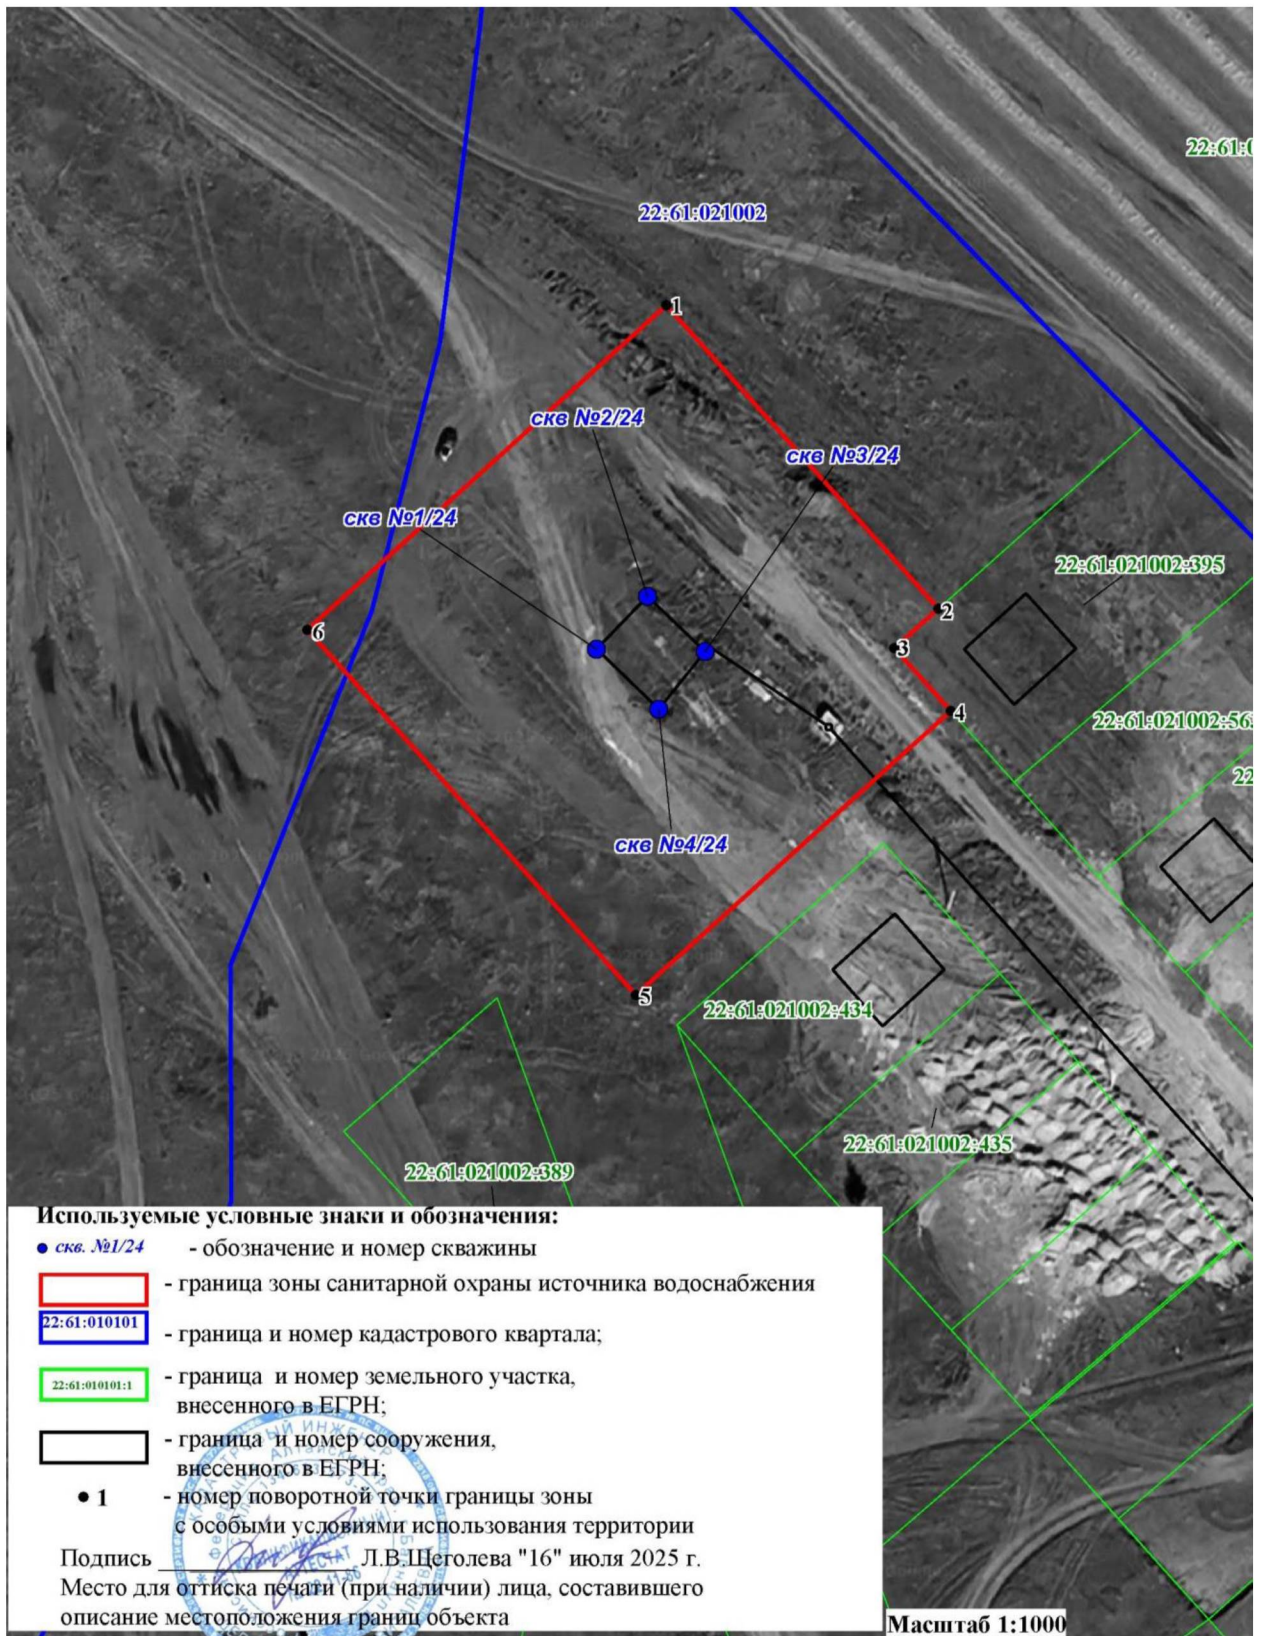 22:61:0
22:61:021002
1
скв №2/24
скв №3/24
скв №1/24
22:61:021002:395
2
6
3
4
22:61:021002:56
22
скв №4/24
5
22:61:021002:434
22:61:021002:435
22:61:021002:389
Используемые условные знаки и обозначения:
скв. №1/24 - обозначение и номер скважины
- граница зоны санитарной охраны источника водоснабжения
22:61:010101 - граница и номер кадастрового квартала;
22:61:010101:1 - граница и номер земельного участка,
внесенного в ЕГРН;
- граница и номер сооружения,
внесенного в ЕГРН;
1 - номер поворотной точки границы зоны
с особыми условиями использования территории
Подпись Л.В.Щеголева "16" июля 2025 г.
Место для оттиска печати (при наличии) лица, составившего
описание местоположения границ объекта
Масштаб 1:1000
КАДАСТРОВЫЙ ИНЖЕНЕР